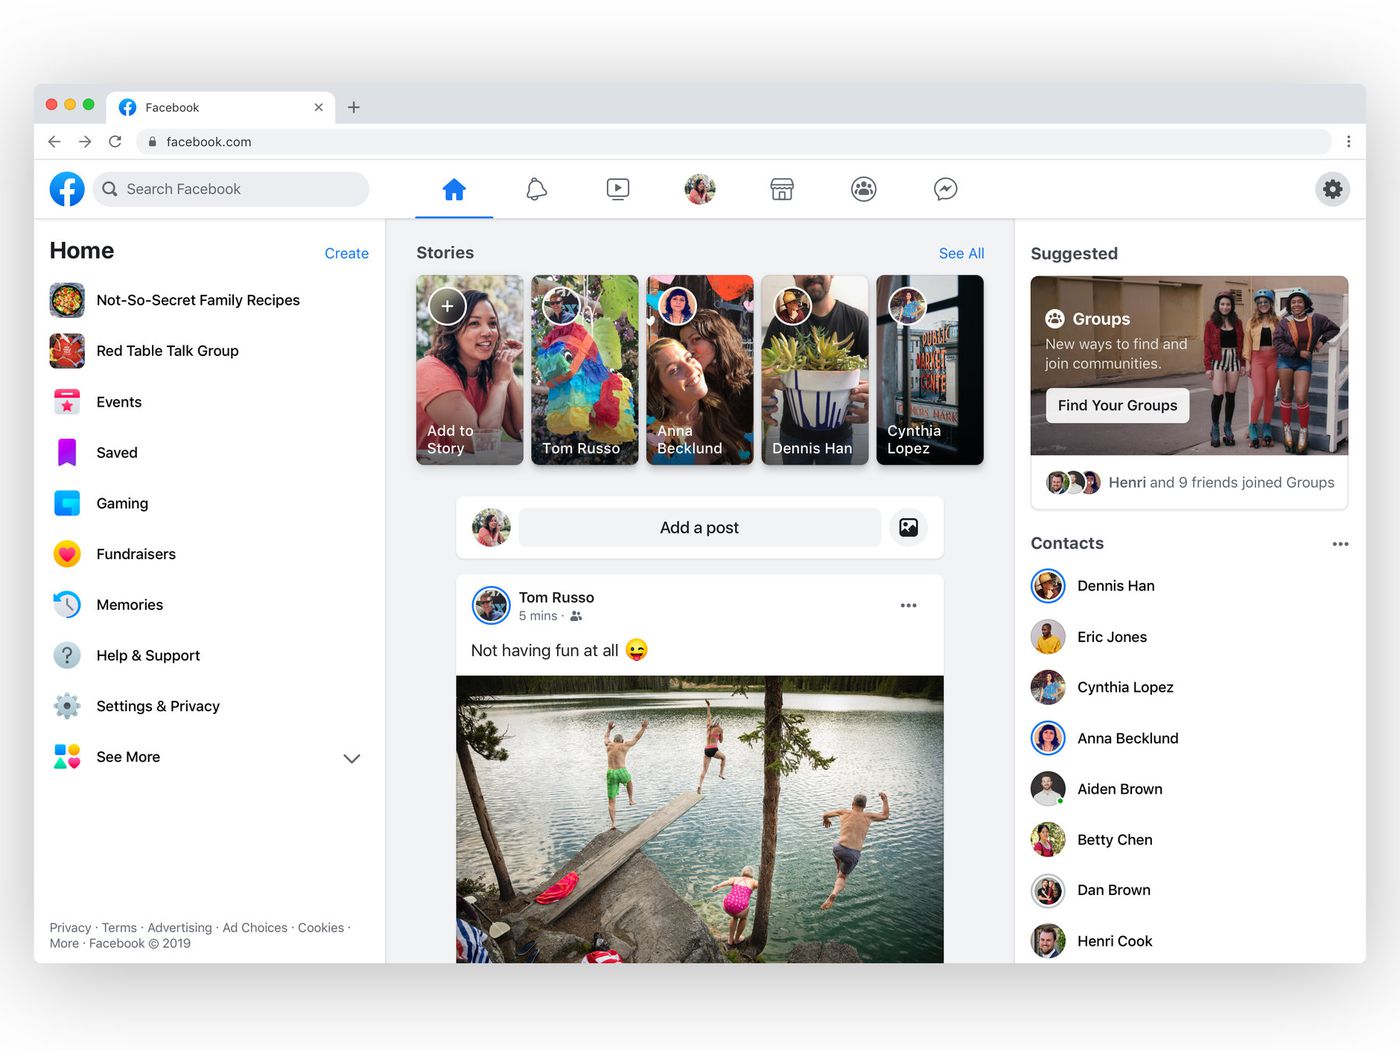 Facebook
facebook.com
Search Facebook
Home
Create
Not-So-Secret Family Recipes
Red Table Talk Group
Events
Saved
Gaming
Fundraisers
Memories
Help & Support
Settings & Privacy
See More
Privacy · Terms · Advertising · Ad Choices · Cookies ·
More · Facebook © 2019
Stories
See All
Add to
Story
Tom Russo
Anna
Becklund
Dennis Han
PUBLIC
MARKET
CENTER
Cynthia
Lopez
Add a post
Tom Russo
5 mins ·
Not having fun at all 😜
Suggested
Groups
New ways to find and
join communities.
Find Your Groups
Henri and 9 friends joined Groups
Contacts
Dennis Han
Eric Jones
Cynthia Lopez
Anna Becklund
Aiden Brown
Betty Chen
Dan Brown
Henri Cook